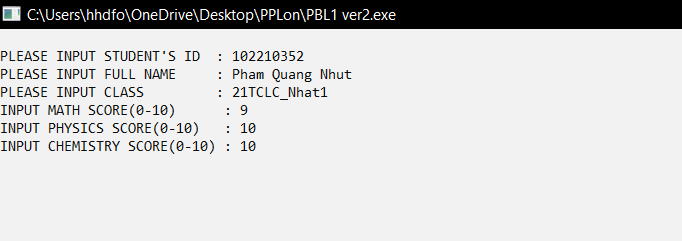 C:\Users\hhdfo\OneDrive\Desktop\PPLon\PBL1 ver2.exe
PLEASE INPUT STUDENT'S ID  : 102210352
PLEASE INPUT FULL NAME     : Pham Quang Nhut
PLEASE INPUT CLASS         : 21TCLC_Nhat1
INPUT MATH SCORE(0-10)      : 9
INPUT PHYSICS SCORE(0-10)   : 10
INPUT CHEMISTRY SCORE(0-10) : 10